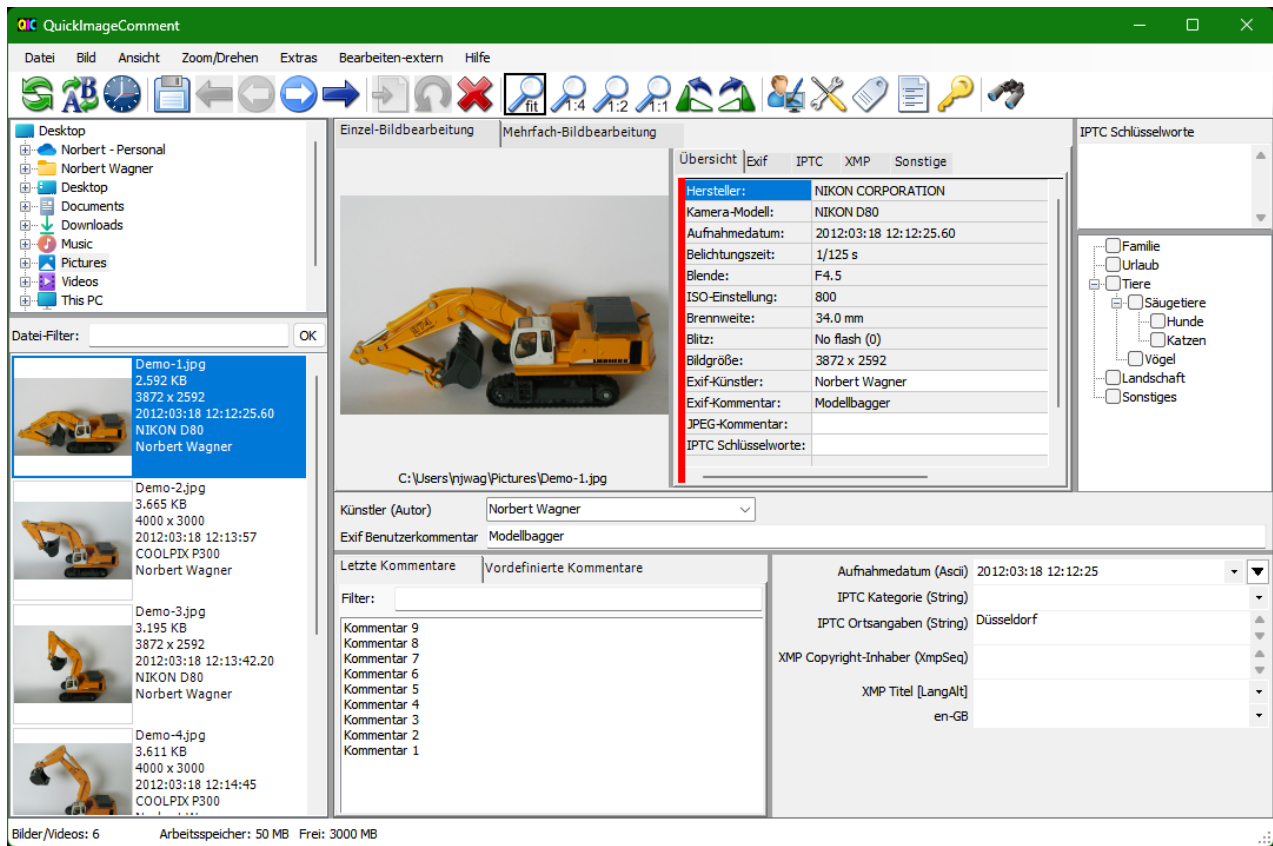 QuickImageComment
Datei Bild Ansicht Zoom/Drehen Extras Bearbeiten-extern Hilfe
fit 1:4 1:2 1:1
Desktop
Norbert - Personal
Norbert Wagner
Desktop
Documents
Downloads
Music
Pictures
Videos
This PC
Datei-Filter: OK
Demo-1.jpg
2.592 KB
3872 x 2592
2012:03:18 12:12:25.60
NIKON D80
Norbert Wagner
Demo-2.jpg
3.665 KB
4000 x 3000
2012:03:18 12:13:57
COOLPIX P300
Norbert Wagner
Demo-3.jpg
3.195 KB
3872 x 2592
2012:03:18 12:13:42.20
NIKON D80
Norbert Wagner
Demo-4.jpg
3.611 KB
4000 x 3000
2012:03:18 12:14:45
COOLPIX P300
Einzel-Bildbearbeitung Mehrfach-Bildbearbeitung
LIEBHERR
C:\Users\njwag\Pictures\Demo-1.jpg
Übersicht Exif IPTC XMP Sonstige
Hersteller: NIKON CORPORATION
Kamera-Modell: NIKON D80
Aufnahmedatum: 2012:03:18 12:12:25.60
Belichtungszeit: 1/125 s
Blende: F4.5
ISO-Einstellung: 800
Brennweite: 34.0 mm
Blitz: No flash (0)
Bildgröße: 3872 x 2592
Exif-Künstler: Norbert Wagner
Exif-Kommentar: Modellbagger
JPEG-Kommentar:
IPTC Schlüsselworte:
IPTC Schlüsselworte
Familie
Urlaub
Tiere
Säugetiere
Hunde
Katzen
Vögel
Landschaft
Sonstiges
Künstler (Autor) Norbert Wagner
Exif Benutzerkommentar Modellbagger
Letzte Kommentare Vordefinierte Kommentare
Filter:
Kommentar 9
Kommentar 8
Kommentar 7
Kommentar 6
Kommentar 5
Kommentar 4
Kommentar 3
Kommentar 2
Kommentar 1
Aufnahmedatum (Ascii) 2012:03:18 12:12:25
IPTC Kategorie (String)
IPTC Ortsangaben (String) Düsseldorf
XMP Copyright-Inhaber (XmpSeq)
XMP Titel [LangAlt]
en-GB
Bilder/Videos: 6 Arbeitsspeicher: 50 MB Frei: 3000 MB